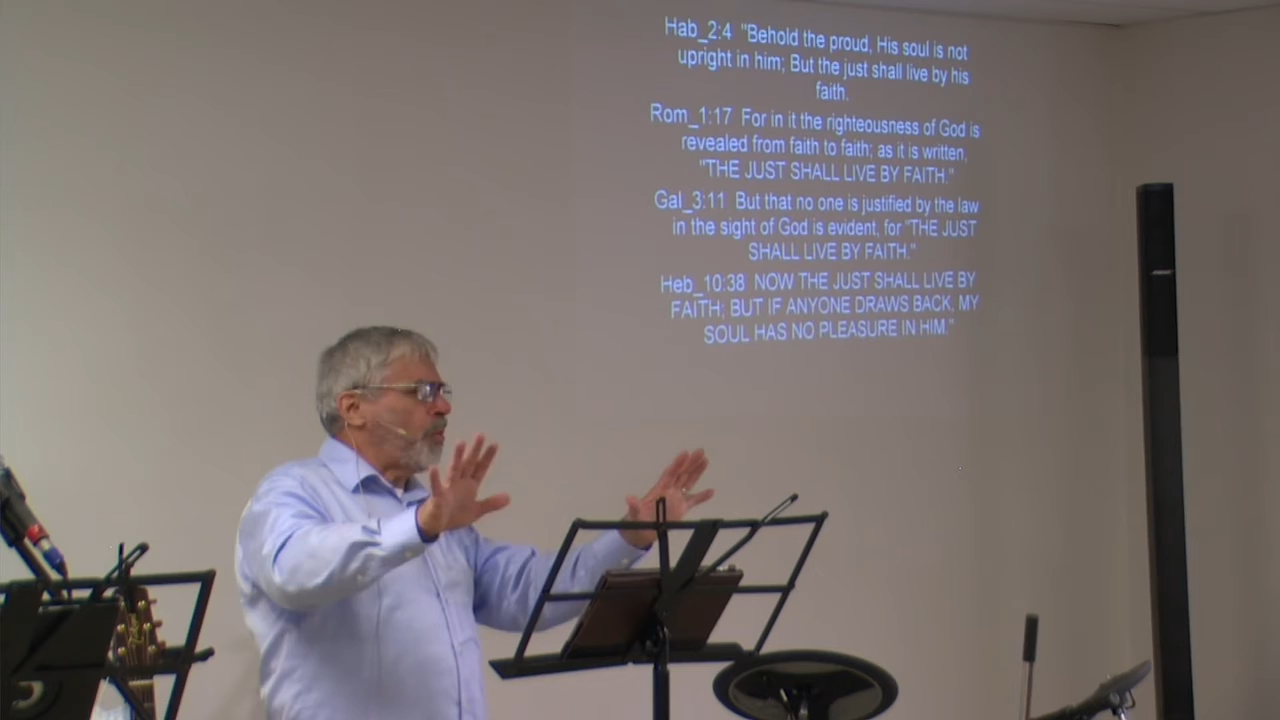 Hab_2:4 "Behold the proud, His soul is not
upright in him; But the just shall live by his
faith.
Rom_1:17 For in it the righteousness of God is
revealed from faith to faith; as it is written,
"THE JUST SHALL LIVE BY FAITH."
Gal_3:11 But that no one is justified by the law
in the sight of God is evident, for "THE JUST
SHALL LIVE BY FAITH."
Heb_10:38 NOW THE JUST SHALL LIVE BY
FAITH; BUT IF ANYONE DRAWS BACK, MY
SOUL HAS NO PLEASURE IN HIM."